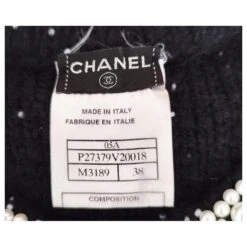 CHANEL
MADE IN ITALY
FABRIQUE EN ITALIE
05A
P27379V20018
M3189 38
COMPOSITION